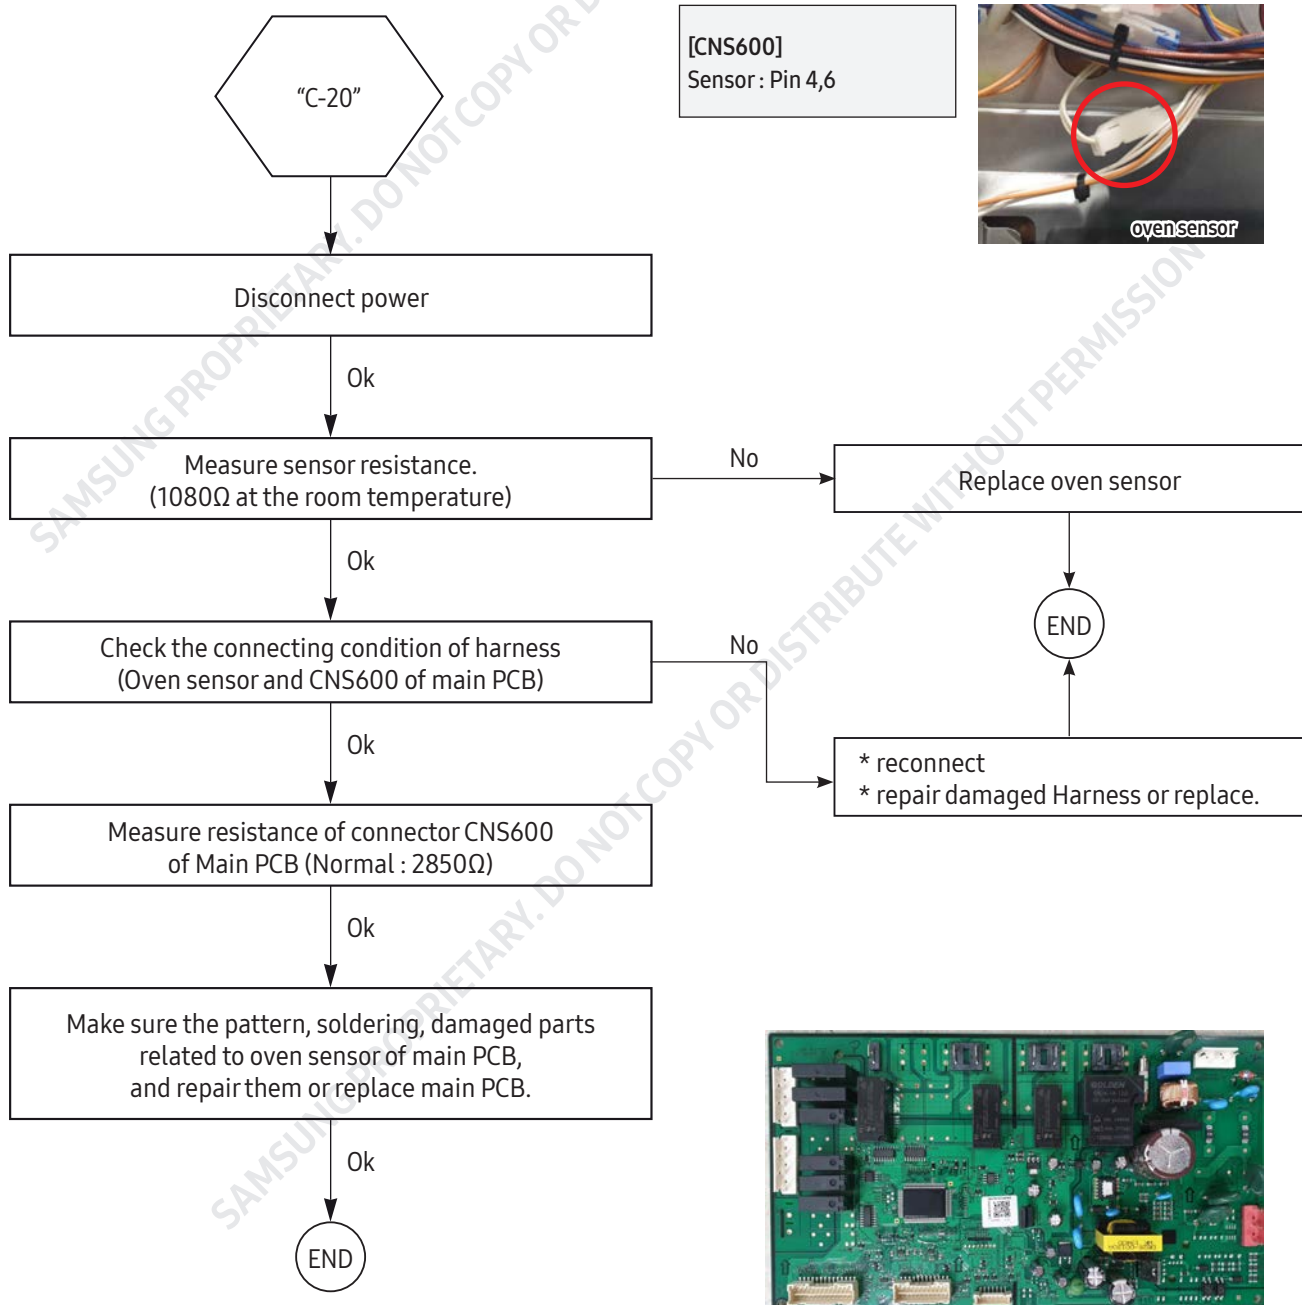 “C-20”
[CNS600]
Sensor : Pin 4,6
oven sensor
Disconnect power
Ok
Measure sensor resistance.
(1080Ω at the room temperature)
No
Replace oven sensor
Ok
END
Check the connecting condition of harness
(Oven sensor and CNS600 of main PCB)
No
Ok
* reconnect
* repair damaged Harness or replace.
Measure resistance of connector CNS600
of Main PCB (Normal : 2850Ω)
Ok
Make sure the pattern, soldering, damaged parts
related to oven sensor of main PCB,
and repair them or replace main PCB.
Ok
END
SAMSUNG PROPRIETARY. DO NOT COPY OR D
SAMSUNG PROPRIETARY. DO NOT COPY OR DISTRIBUTE WITHOUT PERMISSION
GOLDEN